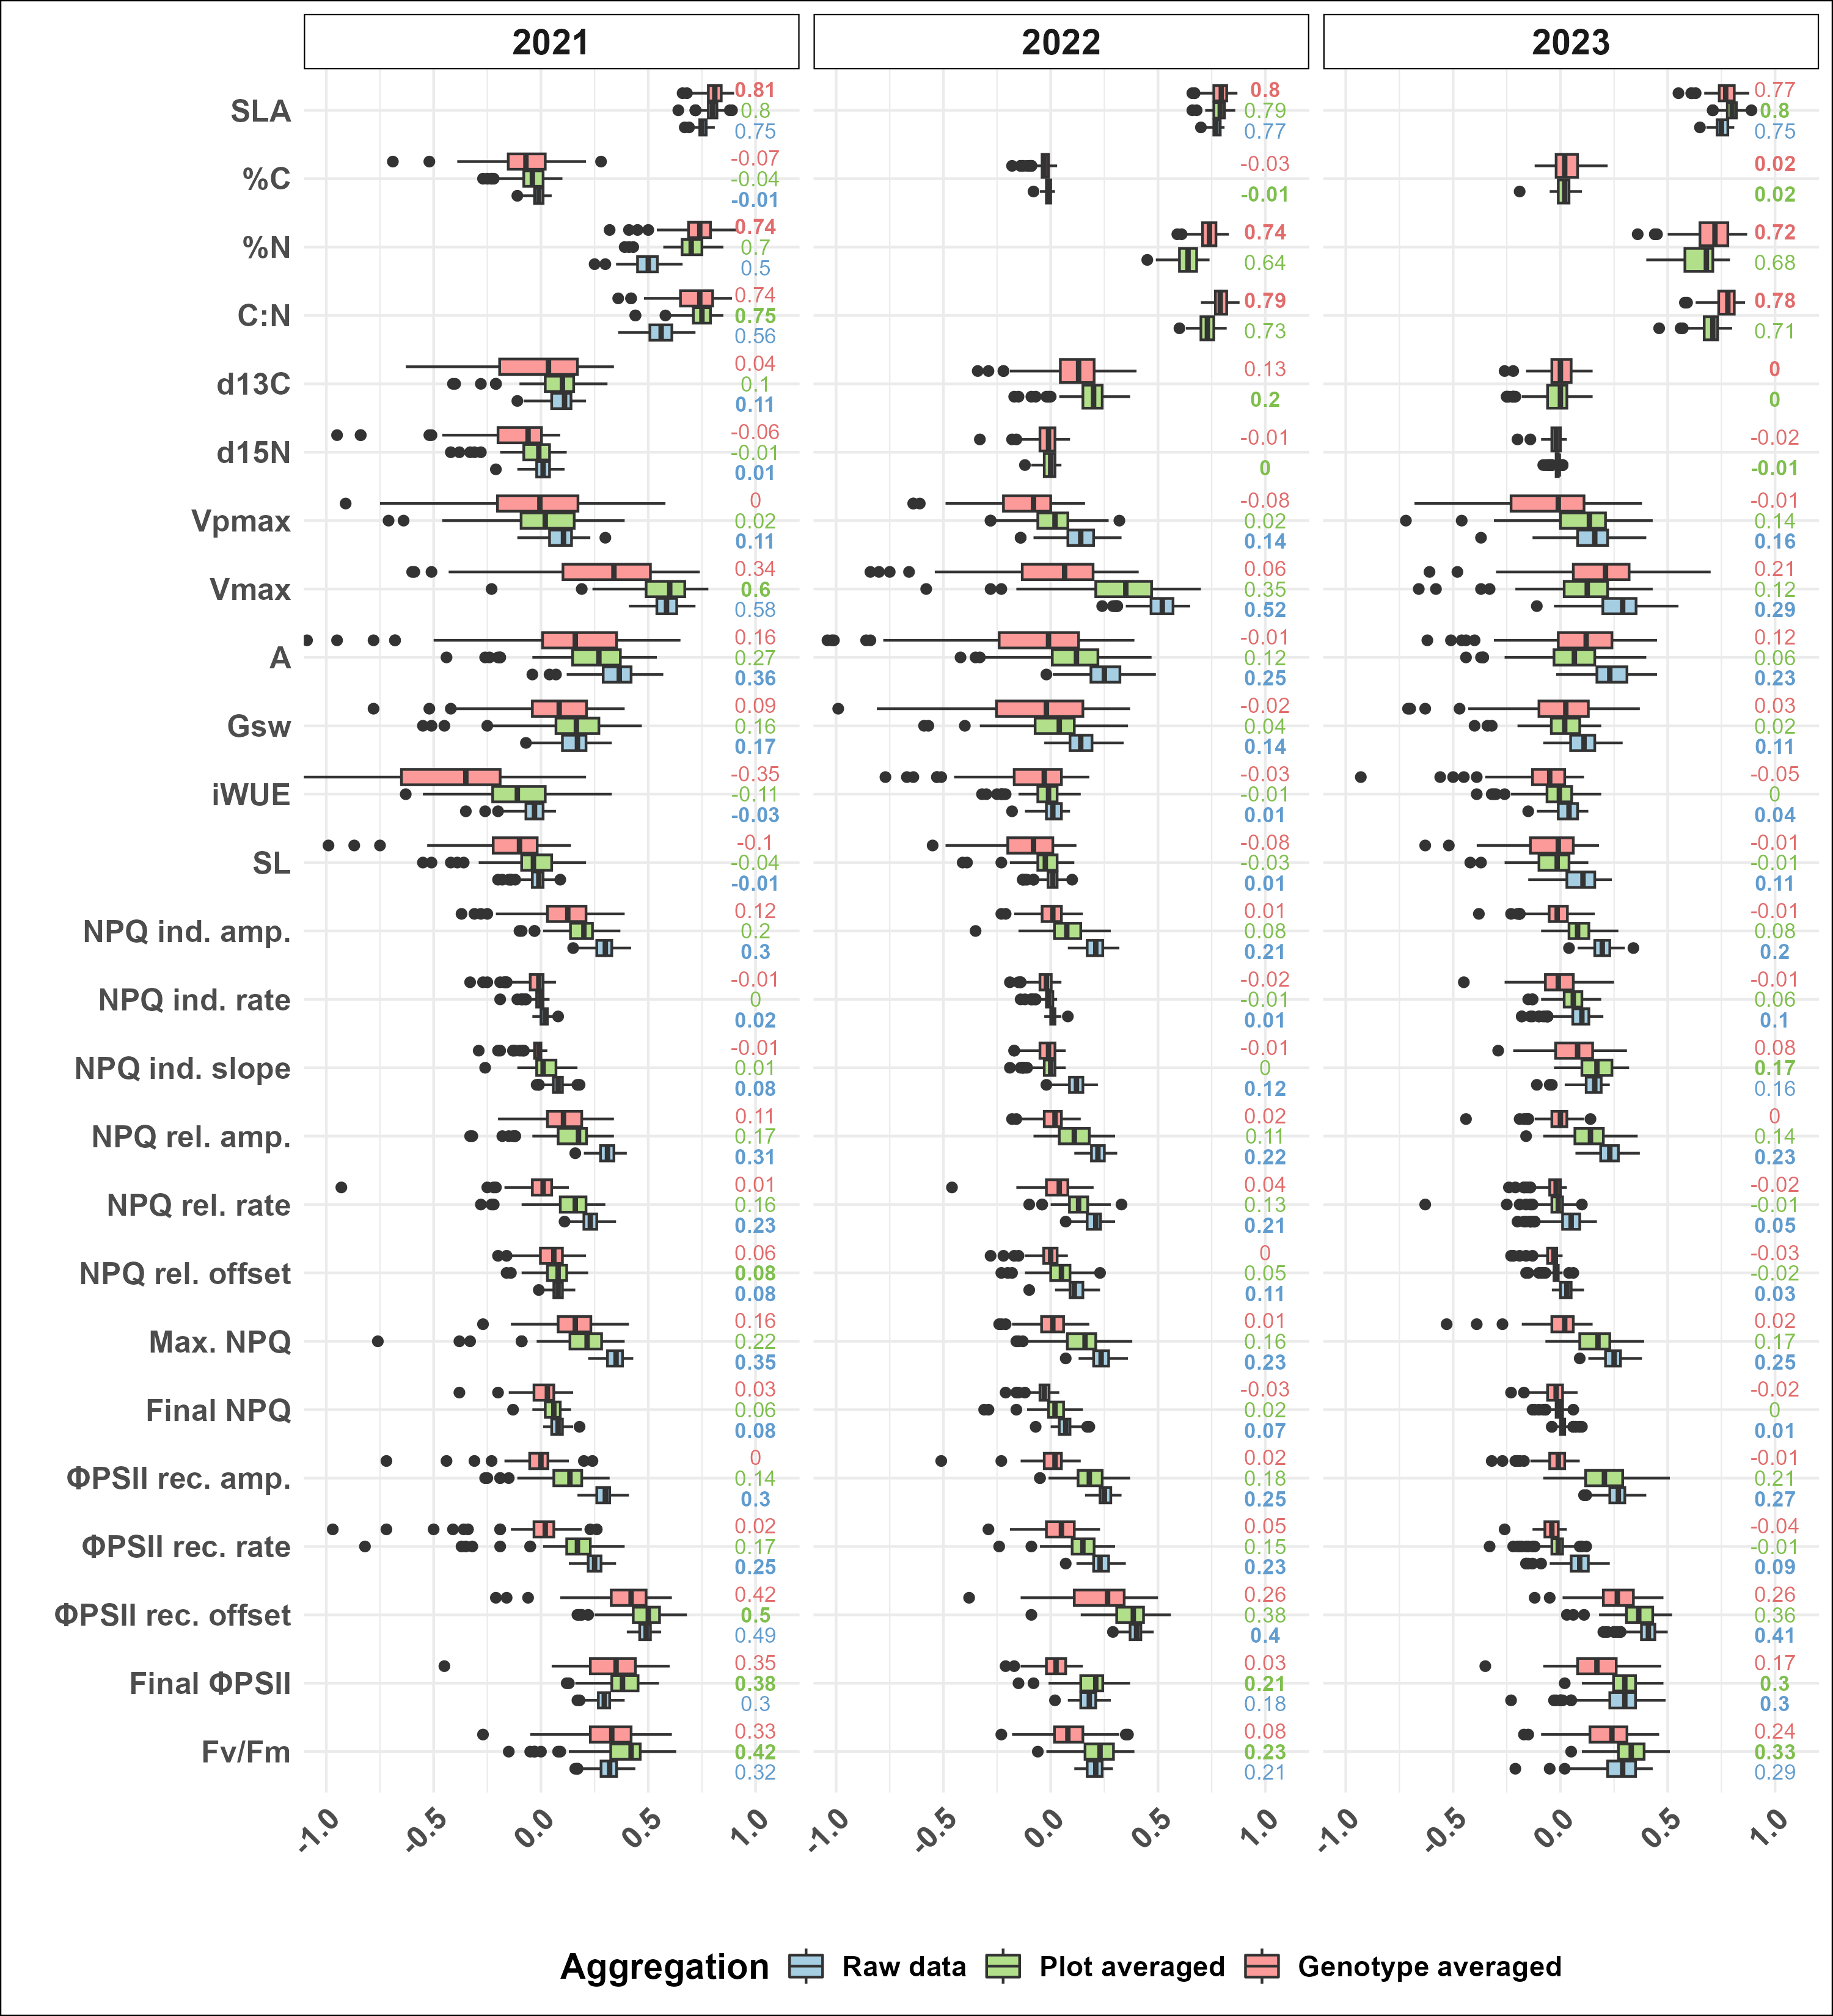 2021 2022 2023
0.81 0.8 0.77
SLA 0.8 0.79 0.8
0.75 0.77 0.75
-0.07 -0.03 0.02
%C -0.04
-0.01 -0.01 0.02
0.74 0.74 0.72
%N 0.7
0.5 0.64 0.68
0.74 0.79 0.78
C:N 0.75
0.56 0.73 0.71
0.04 0.13 0
d13C 0.1
0.11 0.2 0
-0.06 -0.01 -0.02
d15N -0.01
0.01 0 -0.01
0 -0.08 -0.01
Vpmax 0.02 0.02 0.14
0.11 0.14 0.16
0.34 0.06 0.21
Vmax 0.6 0.35 0.12
0.58 0.52 0.29
0.16 -0.01 0.12
A 0.27 0.12 0.06
0.36 0.25 0.23
0.09 -0.02 0.03
Gsw 0.16 0.04 0.02
0.17 0.14 0.11
-0.35 -0.03 -0.05
iWUE -0.11 -0.01 0
-0.03 0.01 0.04
-0.1 -0.08 -0.01
SL -0.04 -0.03 -0.01
-0.01 0.01 0.11
0.12 0.01 -0.01
NPQ ind. amp. 0.2 0.08 0.08
0.3 0.21 0.2
-0.01 -0.02 -0.01
NPQ ind. rate 0 -0.01 0.06
0.02 0.01 0.1
-0.01 -0.01 0.08
NPQ ind. slope 0.01 0 0.17
0.08 0.12 0.16
0.11 0.02 0
NPQ rel. amp. 0.17 0.11 0.14
0.31 0.22 0.23
0.01 0.04 -0.02
NPQ rel. rate 0.16 0.13 -0.01
0.23 0.21 0.05
0.06 0 -0.03
NPQ rel. offset 0.08 0.05 -0.02
0.08 0.11 0.03
0.16 0.01 0.02
Max. NPQ 0.22 0.16 0.17
0.35 0.23 0.25
0.03 -0.03 -0.02
Final NPQ 0.06 0.02 0
0.08 0.07 0.01
0 0.02 -0.01
ΦPSII rec. amp. 0.14 0.18 0.21
0.3 0.25 0.27
0.02 0.05 -0.04
ΦPSII rec. rate 0.17 0.15 -0.01
0.25 0.23 0.09
0.42 0.26 0.26
ΦPSII rec. offset 0.5 0.38 0.36
0.49 0.4 0.41
0.35 0.03 0.17
Final ΦPSII 0.38 0.21 0.3
0.3 0.18 0.3
0.33 0.08 0.24
Fv/Fm 0.42 0.23 0.33
0.32 0.21 0.29
-1.0 -0.5 0.0 0.5 1.0 -1.0 -0.5 0.0 0.5 1.0 -1.0 -0.5 0.0 0.5 1.0
Aggregation Raw data Plot averaged Genotype averaged